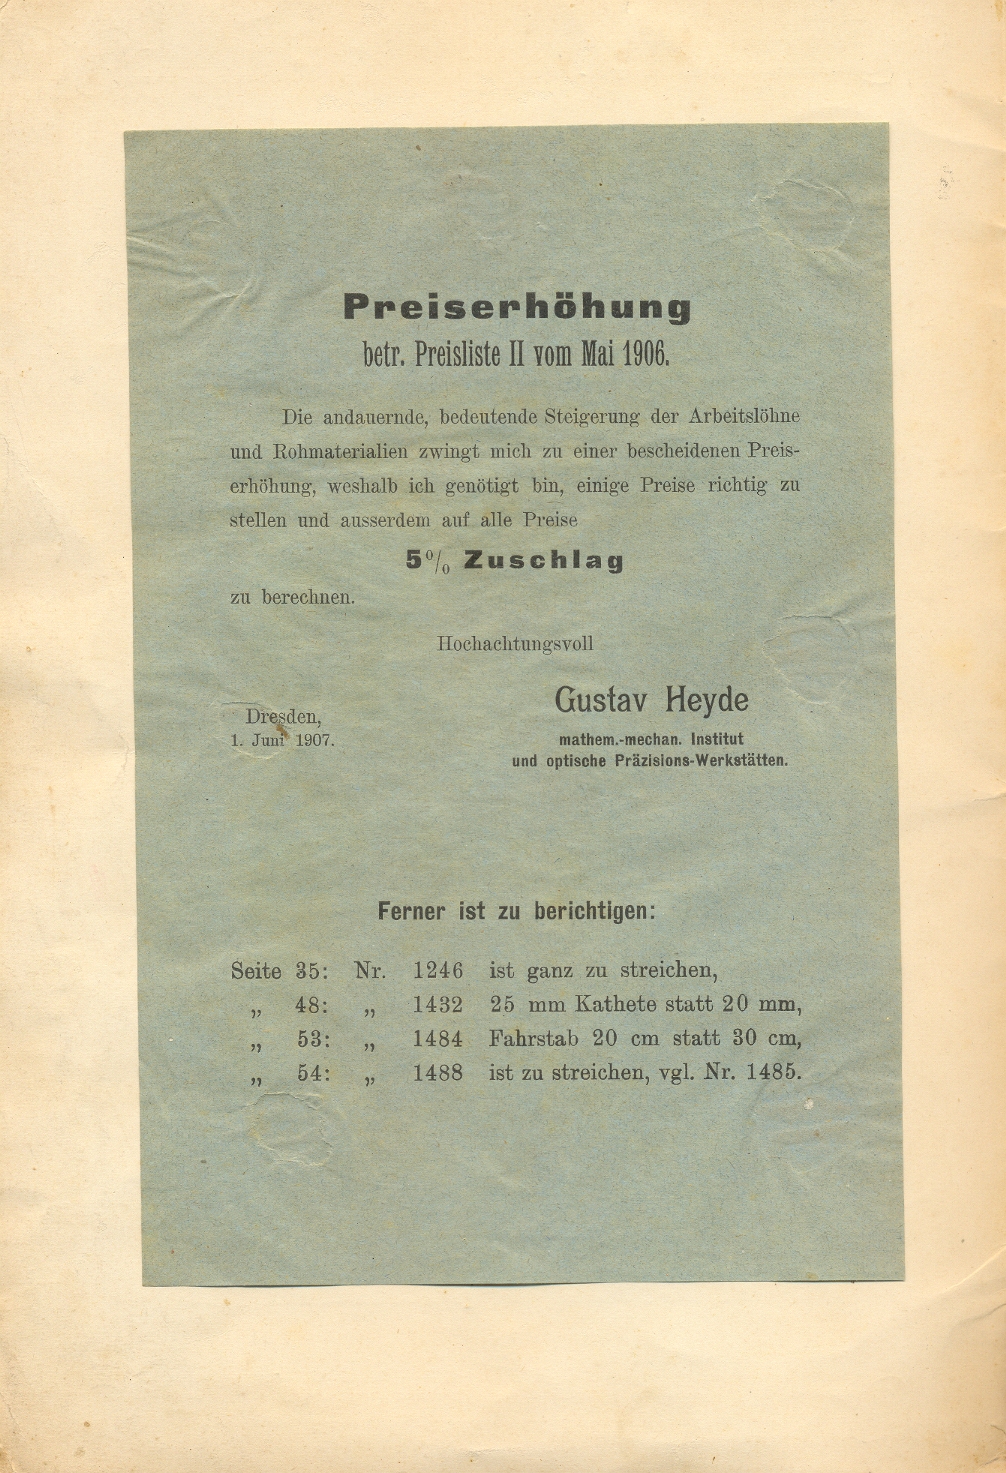 Preiserhöhung
betr. Preisliste II vom Mai 1906.
Die andauernde, bedeutende Steigerung der Arbeitslöhne
und Rohmaterialien zwingt mich zu einer bescheidenen Preis-
erhöhung, weshalb ich genötigt bin, einige Preise richtig zu
stellen und ausserdem auf alle Preise
5% Zuschlag
zu berechnen.
Hochachtungsvoll
Gustav Heyde
mathem.-mechan. Institut
und optische Präzisions-Werkstätten.
Dresden,
1. Juni 1907.
Ferner ist zu berichtigen:
Seite 35: Nr. 1246 ist ganz zu streichen,
„ 48: „ 1432 25 mm Kathete statt 20 mm,
„ 53: „ 1484 Fahrstab 20 cm statt 30 cm,
„ 54: „ 1488 ist zu streichen, vgl. Nr. 1485.